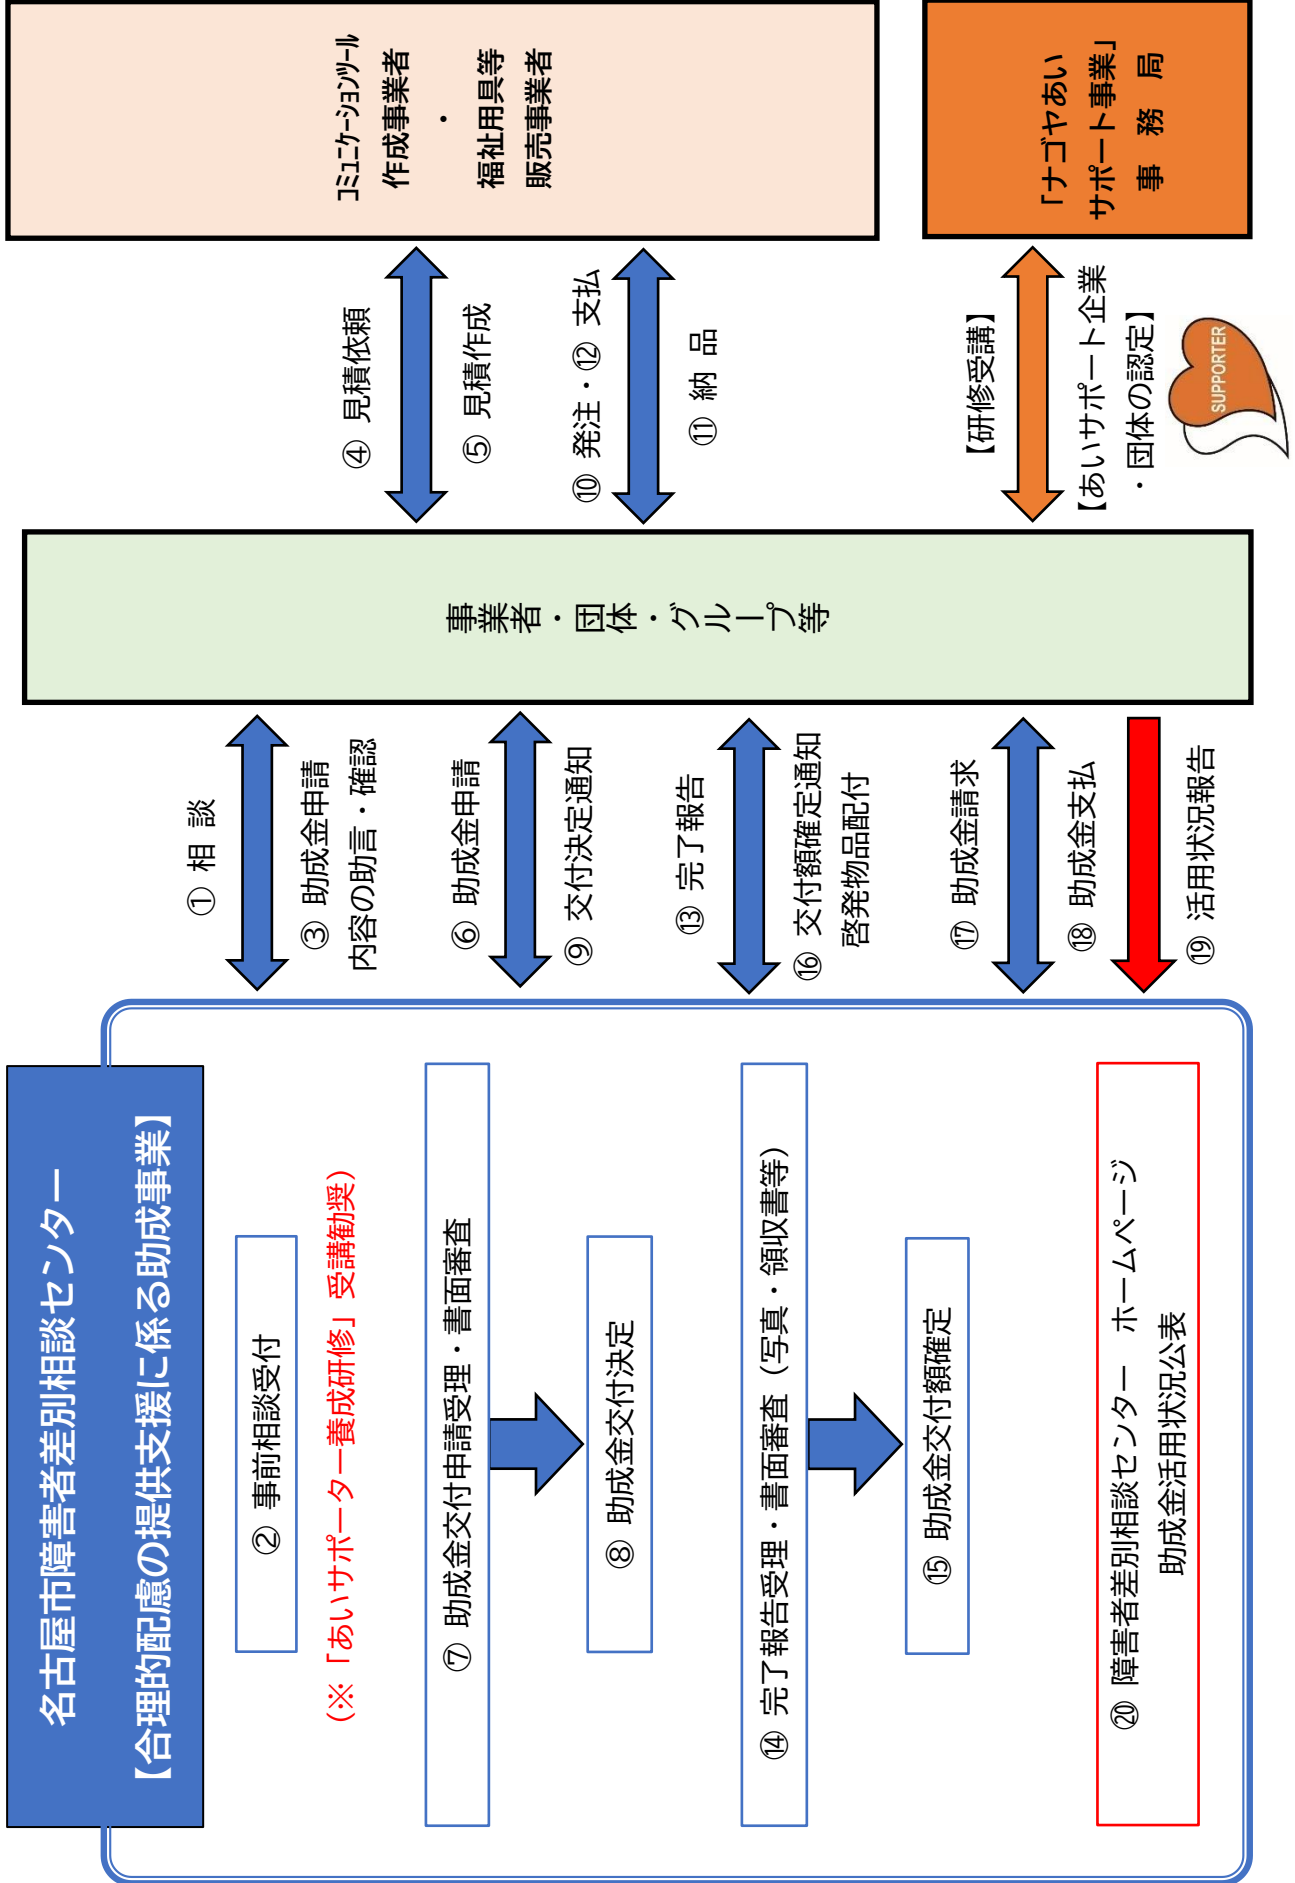 名古屋市障害者差別相談センター
【合理的配慮の提供支援に係る助成事業】
② 事前相談受付
(※「あいサポーター養成研修」受講勧奨)
⑦ 助成金交付申請受理・書面審査
⑧ 助成金交付決定
⑭ 完了報告受理・書面審査（写真・領収書等）
⑮ 助成金交付額確定
⑳ 障害者差別相談センター　ホームページ
助成金活用状況公表
① 相 談
③ 助成金申請
内容の助言・確認
⑥ 助成金申請
⑨ 交付決定通知
⑬ 完了報告
⑯ 交付額確定通知
啓発物品配付
⑰ 助成金請求
⑱ 助成金支払
⑲ 活用状況報告
事業者・団体・グループ等
④ 見積依頼
⑤ 見積作成
⑩ 発注・⑫ 支払
⑪ 納 品
【研修受講】
【あいサポート企業
・団体の認定】
SUPPORTER
ｺﾐｭﾆｹｰｼｮﾝﾂｰﾙ
作成事業者
・
福祉用具等
販売事業者
「ナゴヤあい
サポート事業」
事 務 局